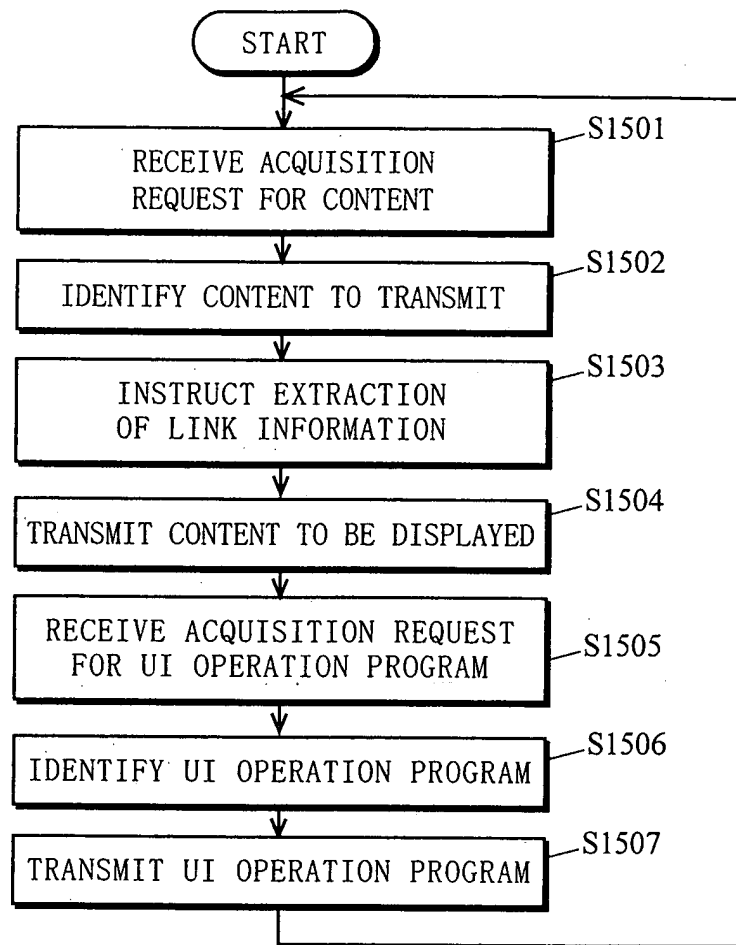 START
S1501
RECEIVE ACQUISITION
REQUEST FOR CONTENT
S1502
IDENTIFY CONTENT TO TRANSMIT
S1503
INSTRUCT EXTRACTION
OF LINK INFORMATION
S1504
TRANSMIT CONTENT TO BE DISPLAYED
RECEIVE ACQUISITION REQUEST
FOR UI OPERATION PROGRAM
S1505
S1506
IDENTIFY UI OPERATION PROGRAM
S1507
TRANSMIT UI OPERATION PROGRAM